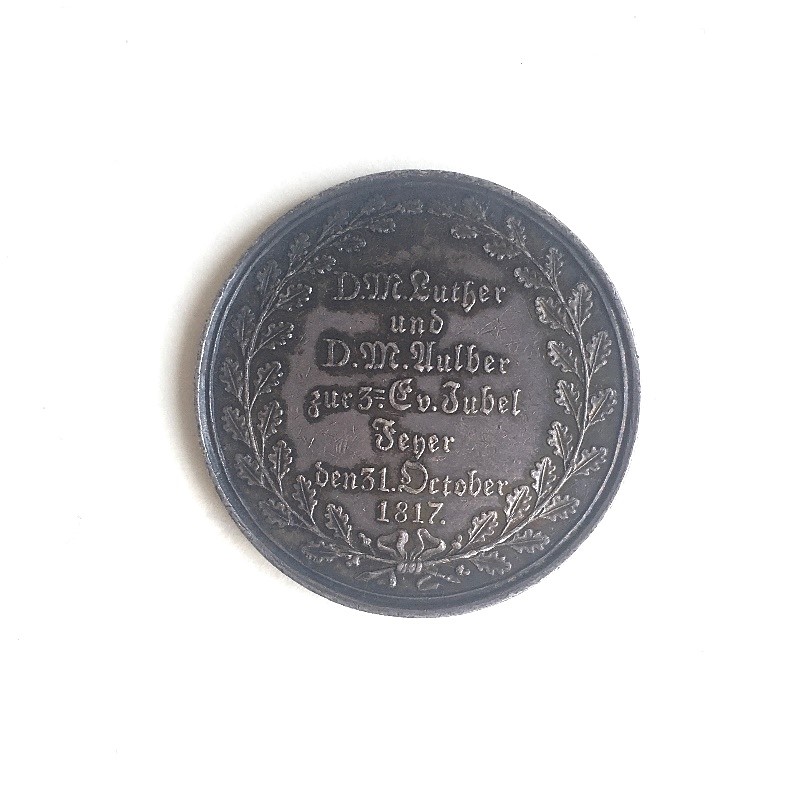 D. M. Luther
und
D. M. Aulber
zur 3= Ev. Jubel
Feyer
den 31. October
1817.